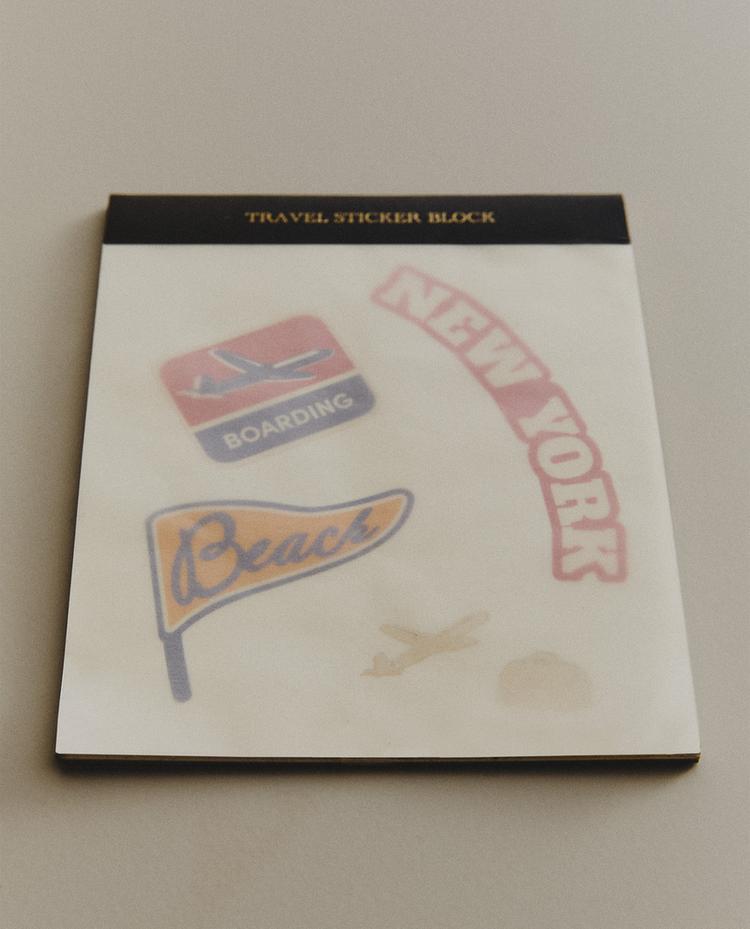 TRAVEL STICKER BLOCK
NEW YORK
BOARDING
Beach